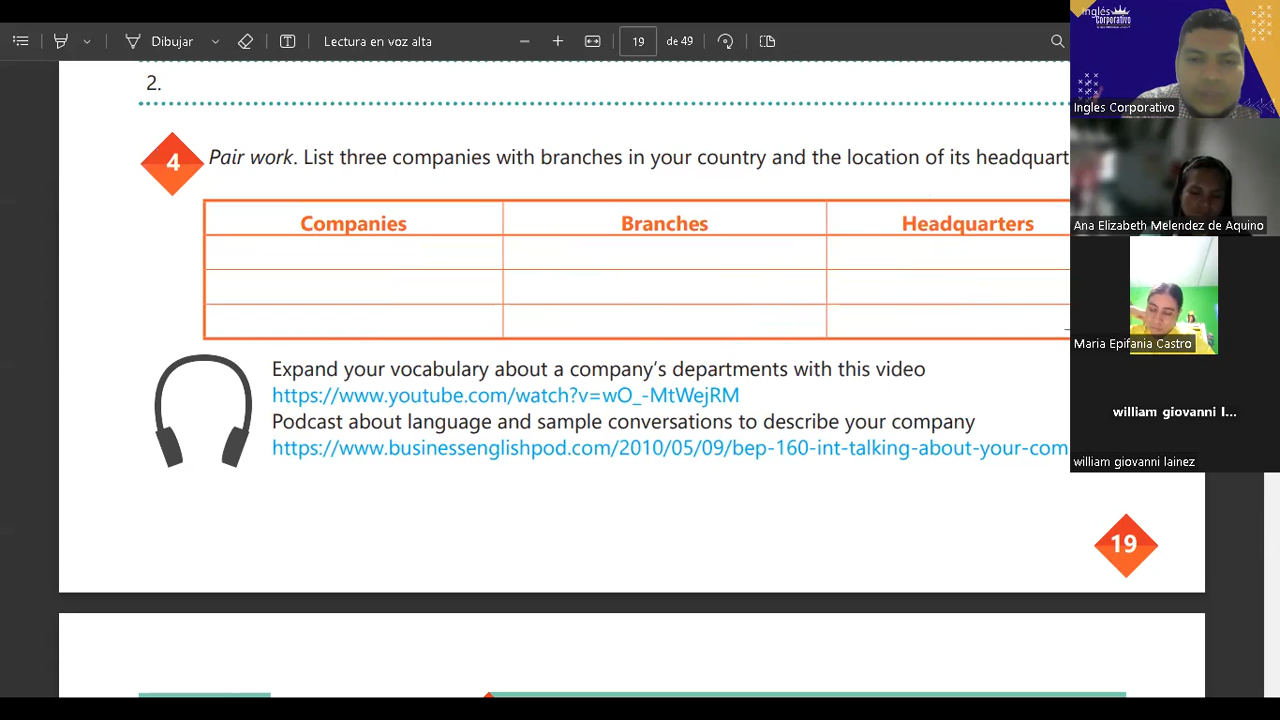 Dibujar
Lectura en voz alta
19
de 49
2.
4
Pair work. List three companies with branches in your country and the location of its headquart
Companies Branches Headquarters
Expand your vocabulary about a company's departments with this video
https://www.youtube.com/watch?v=wO_-MtWejRM
Podcast about language and sample conversations to describe your company
https://www.businessenglishpod.com/2010/05/09/bep-160-int-talking-about-your-com
19
Inglés
Corporativo
Ingles Corporativo
Ana Elizabeth Melendez de Aquino
Maria Epifania Castro
william giovanni l...
william giovanni lainez